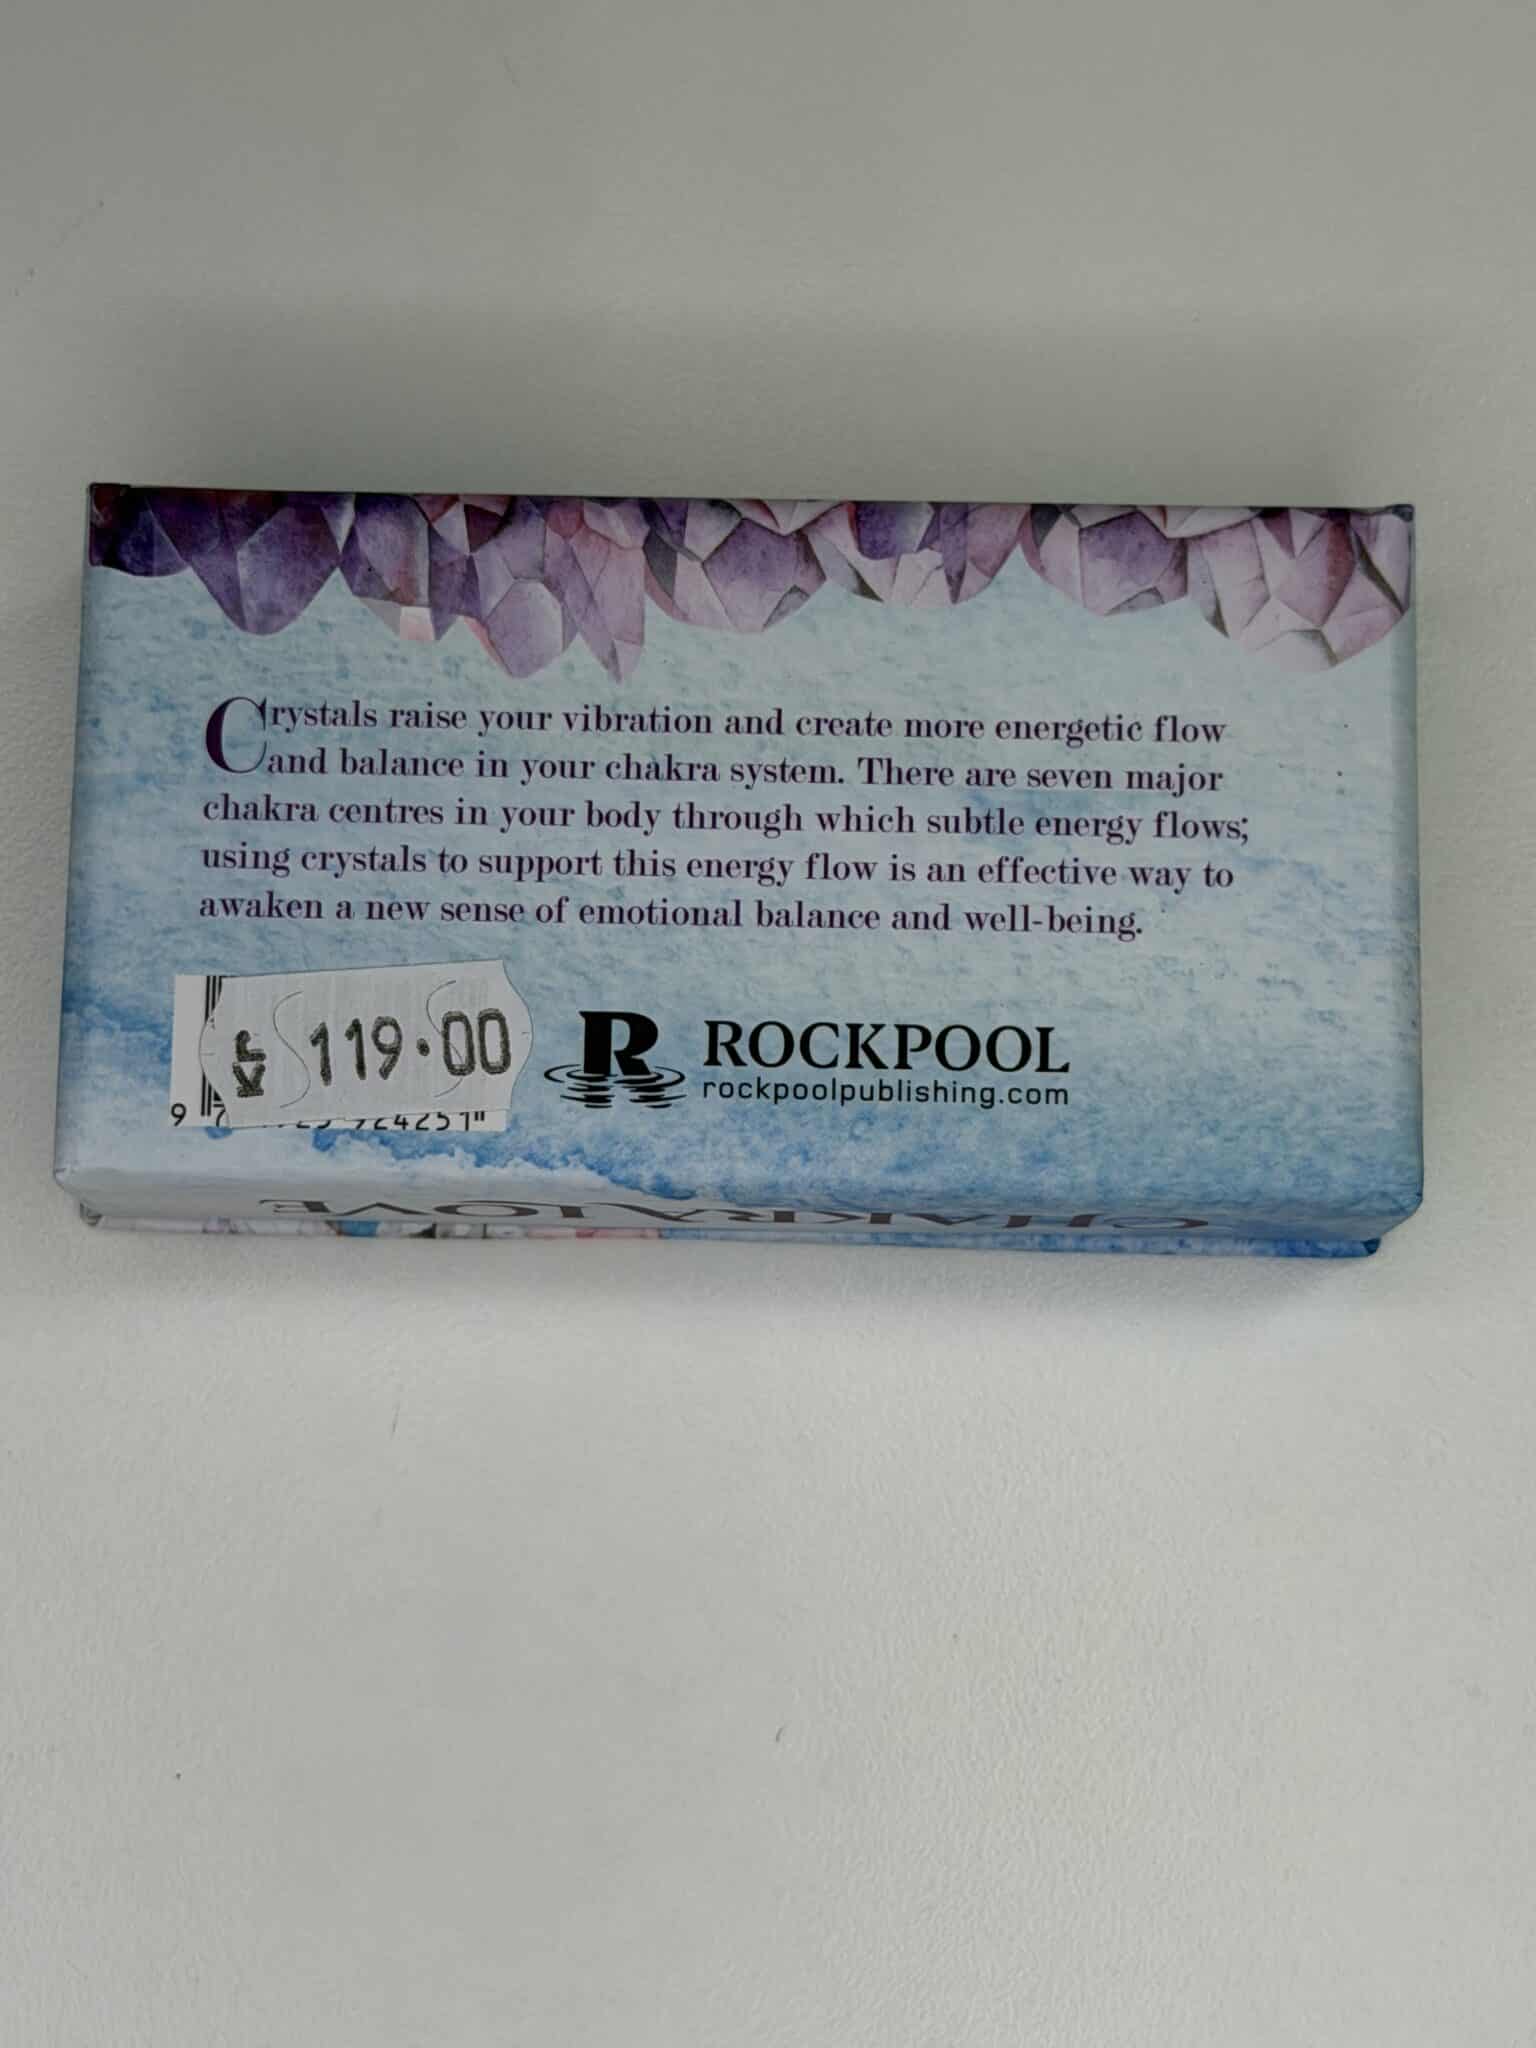 Crystals raise your vibration and create more energetic flow
and balance in your chakra system. There are seven major
chakra centres in your body through which subtle energy flows;
using crystals to support this energy flow is an effective way to
awaken a new sense of emotional balance and well-being.
119.00
R ROCKPOOL
rockpoolpublishing.com
CHAKRA LOVE